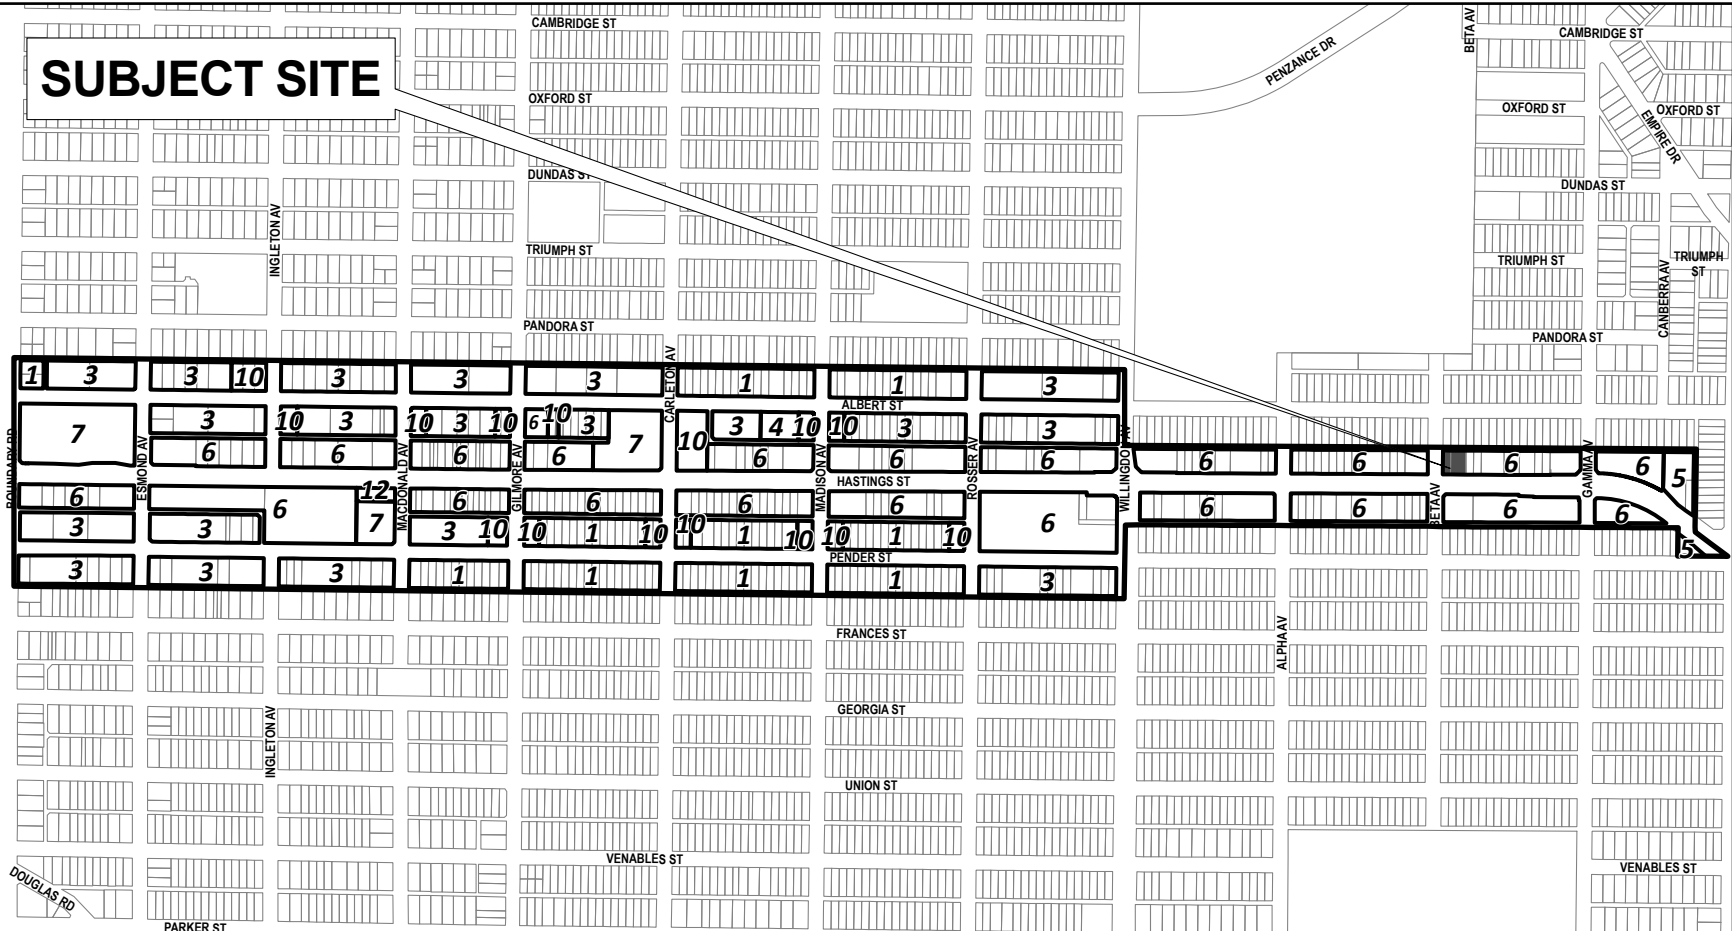 CAMBRIDGE ST
BETA AV
CAMBRIDGE ST
SUBJECT SITE
PENZANCE DR
OXFORD ST
OXFORD ST
OXFORD ST
EMPIRE DR
DUNDAS ST
DUNDAS ST
INGLETON AV
TRIUMPH ST
TRIUMPH ST
TRIUMPH
ST
CANBERRA AV
PANDORA ST
PANDORA ST
CARLETON AV
1 3 3 10 3 3 3 1 1 3
ALBERT ST
7 3 10 3 10 3 10 6 10 3 7 10 3 4 10 10 3 3
BOUNDARY RD
ESMOND AV
MACDONALD AV
GILMORE AV
MADISON AV
ROSSER AV
WILLINGDON AV
BETA AV
GAMMA AV
6 6 6 6 6 6 6 6 6 6 6 5
HASTINGS ST
6 6 12 7 6 6 6 6 6 6 6 6 6 5
3 3 3 10 10 1 10 10 1 10 10 1 10
PENDER ST
3 3 3 1 1 1 1 3
FRANCES ST
ALPHA AV
GEORGIA ST
INGLETON AV
UNION ST
VENABLES ST
VENABLES ST
DOUGLAS RD
PARKER ST